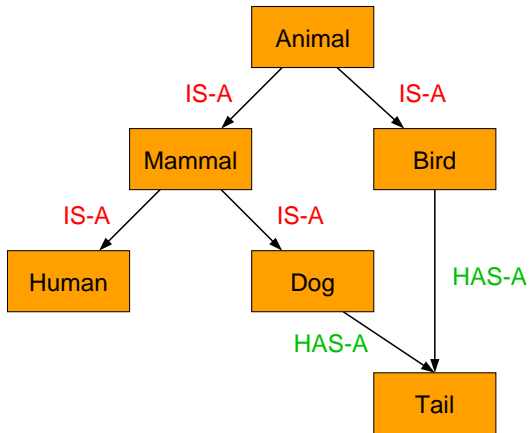 Animal
IS-A
IS-A
Mammal
Bird
IS-A
IS-A
Human
Dog
HAS-A
HAS-A
Tail